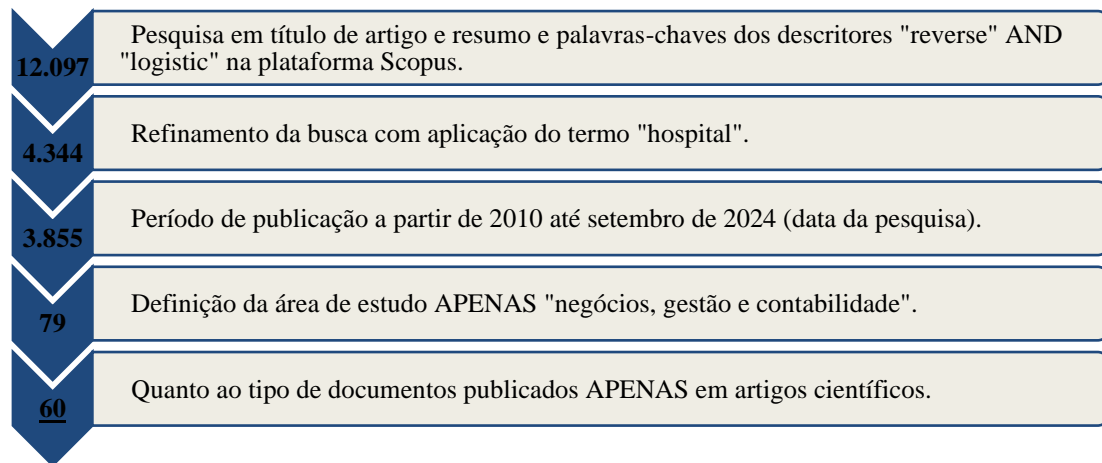 Pesquisa em título de artigo e resumo e palavras-chaves dos descritores "reverse" AND
"logistic" na plataforma Scopus.
12.097
Refinamento da busca com aplicação do termo "hospital".
4.344
Período de publicação a partir de 2010 até setembro de 2024 (data da pesquisa).
3.855
Definição da área de estudo APENAS "negócios, gestão e contabilidade".
79
Quanto ao tipo de documentos publicados APENAS em artigos científicos.
60